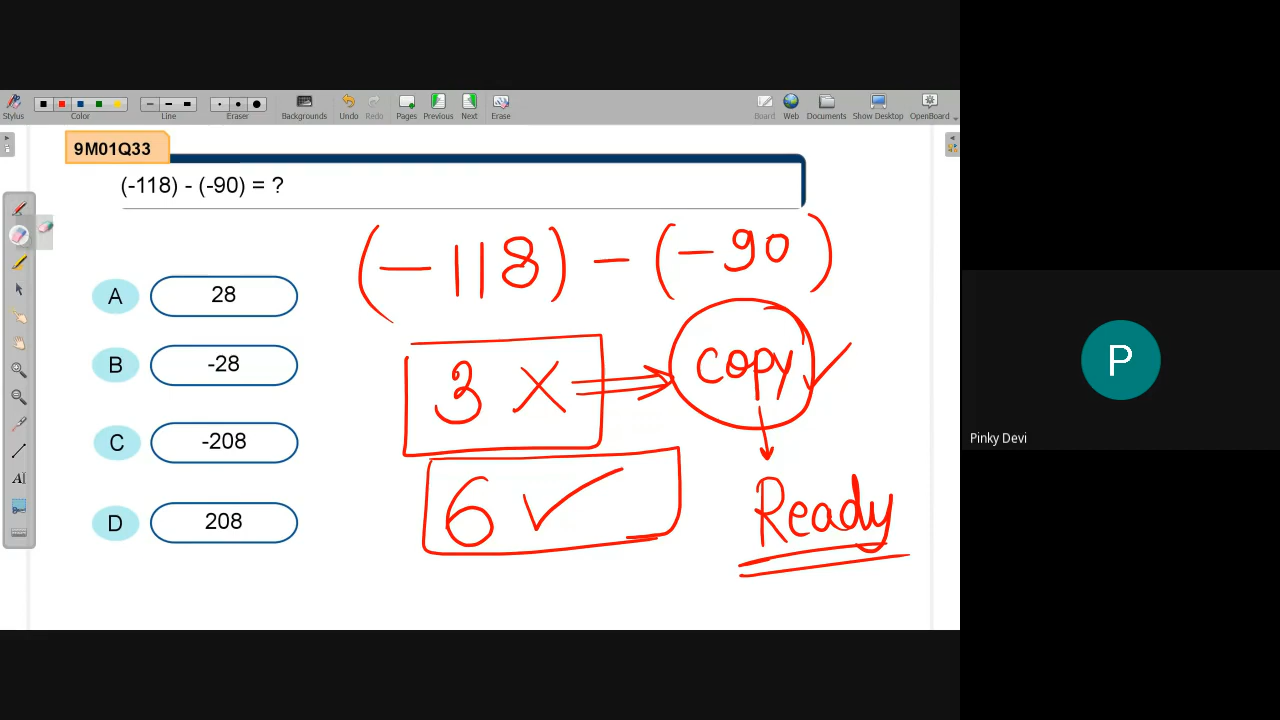 Stylus
Color
Line
Eraser
Backgrounds
Undo
Redo
Pages
Previous
Next
Erase
Board
Web
Documents
Show Desktop
OpenBoard
9M01Q33
(-118) - (-90) = ?
(-118) - (-90)
A 28
B -28
C -208
D 208
3 X
copy
6 ✓
Ready
P
Pinky Devi